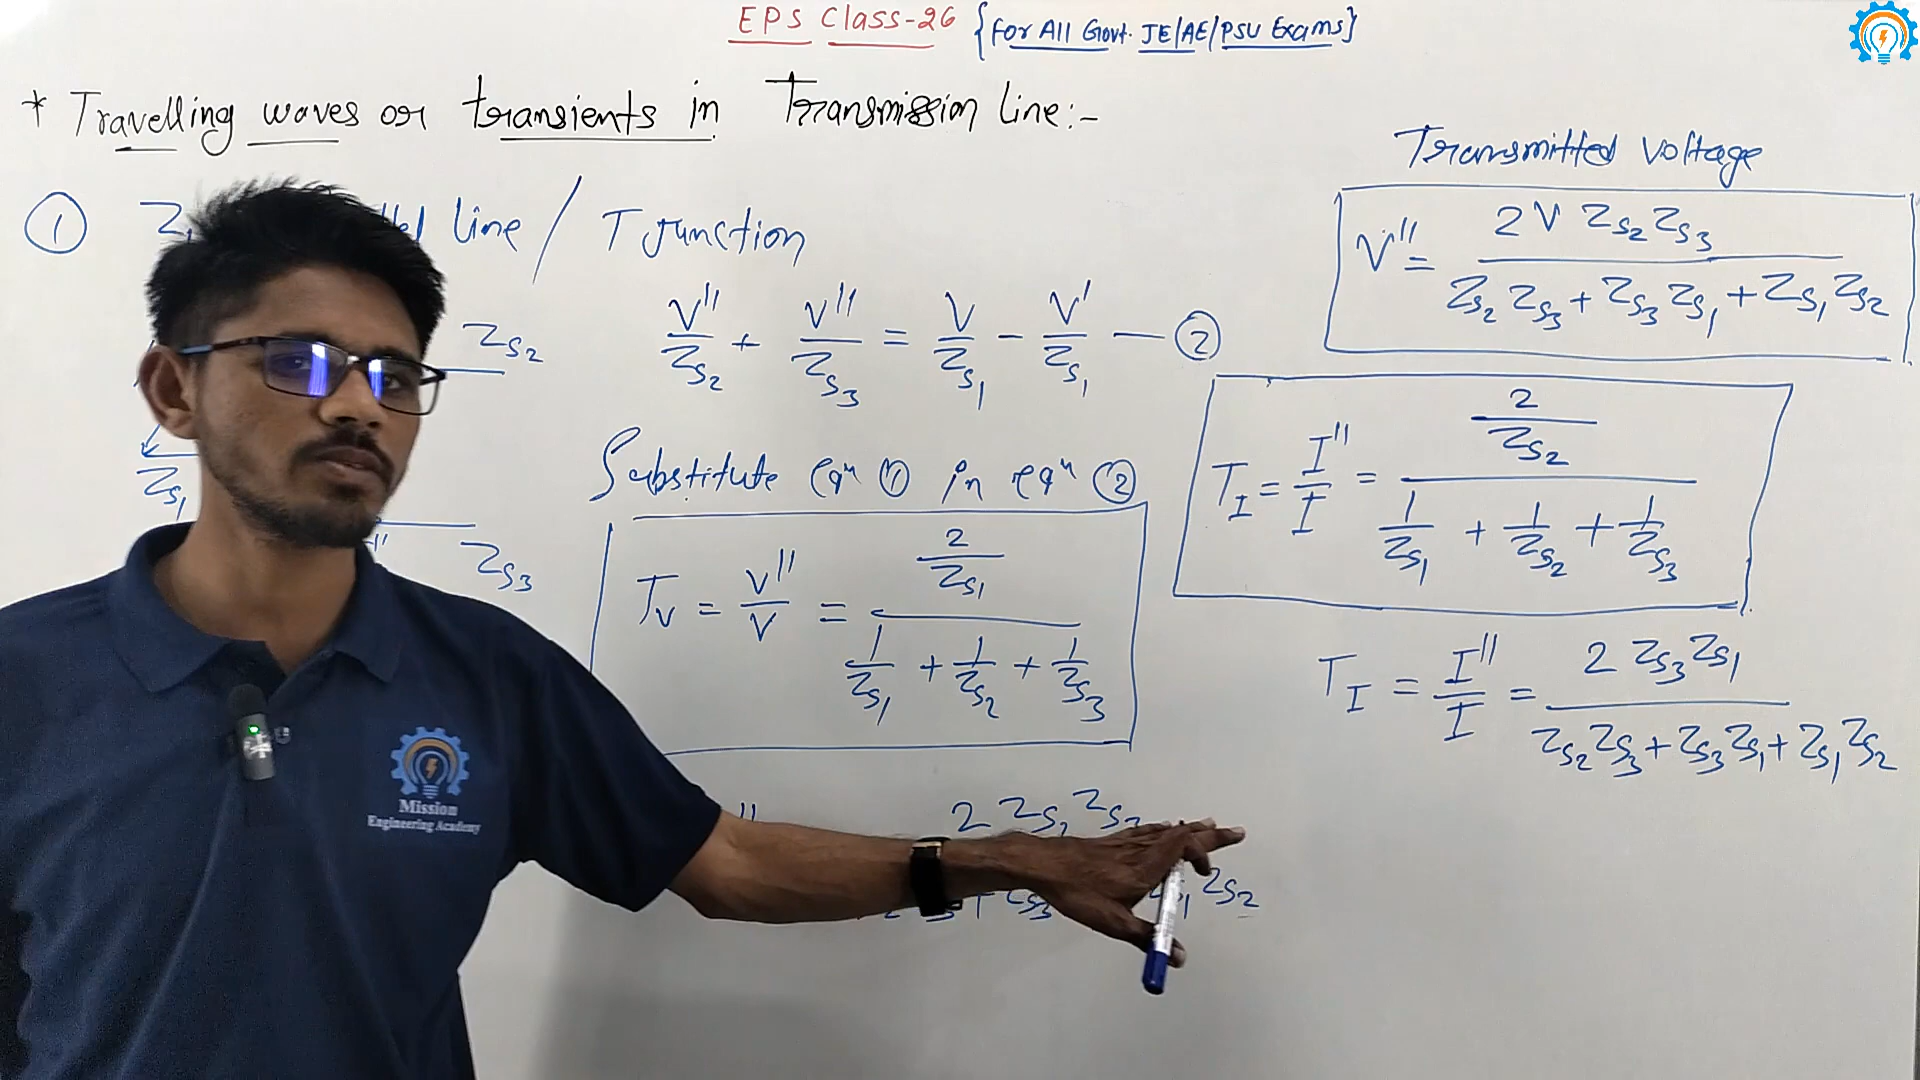 EPS Class-26 {For All Govt. JE/AE/PSU Exams}
* Travelling waves or transients in Transmission Line:-
① line / T Junction
Zs2
Zs1
Zs3
V''/Zs2 + V''/Zs3 = V/Zs1 - V'/Zs1 — ②
Substitute eqⁿ ① in eqⁿ ②
Tv = V''/V = (2/Zs1) / (1/Zs1 + 1/Zs2 + 1/Zs3)
Transmitted voltage
V'' = 2V Zs2 Zs3 / (Zs2 Zs3 + Zs3 Zs1 + Zs1 Zs2)
TI = I''/I = (2/Zs2) / (1/Zs1 + 1/Zs2 + 1/Zs3)
TI = I''/I = 2 Zs3 Zs1 / (Zs2 Zs3 + Zs3 Zs1 + Zs1 Zs2)
Mission
Engineering Academy